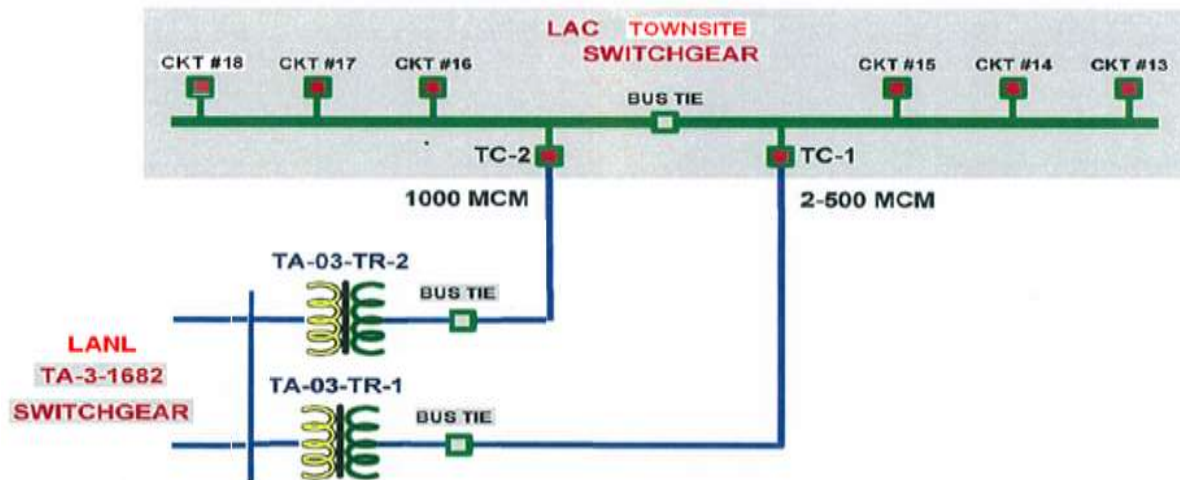 LAC TOWNSITE
SWITCHGEAR
CKT #18
CKT #17
CKT #16
CKT #15
CKT #14
CKT #13
BUS TIE
TC-2
TC-1
1000 MCM
2-500 MCM
TA-03-TR-2
BUS TIE
LANL
TA-3-1682
SWITCHGEAR
TA-03-TR-1
BUS TIE